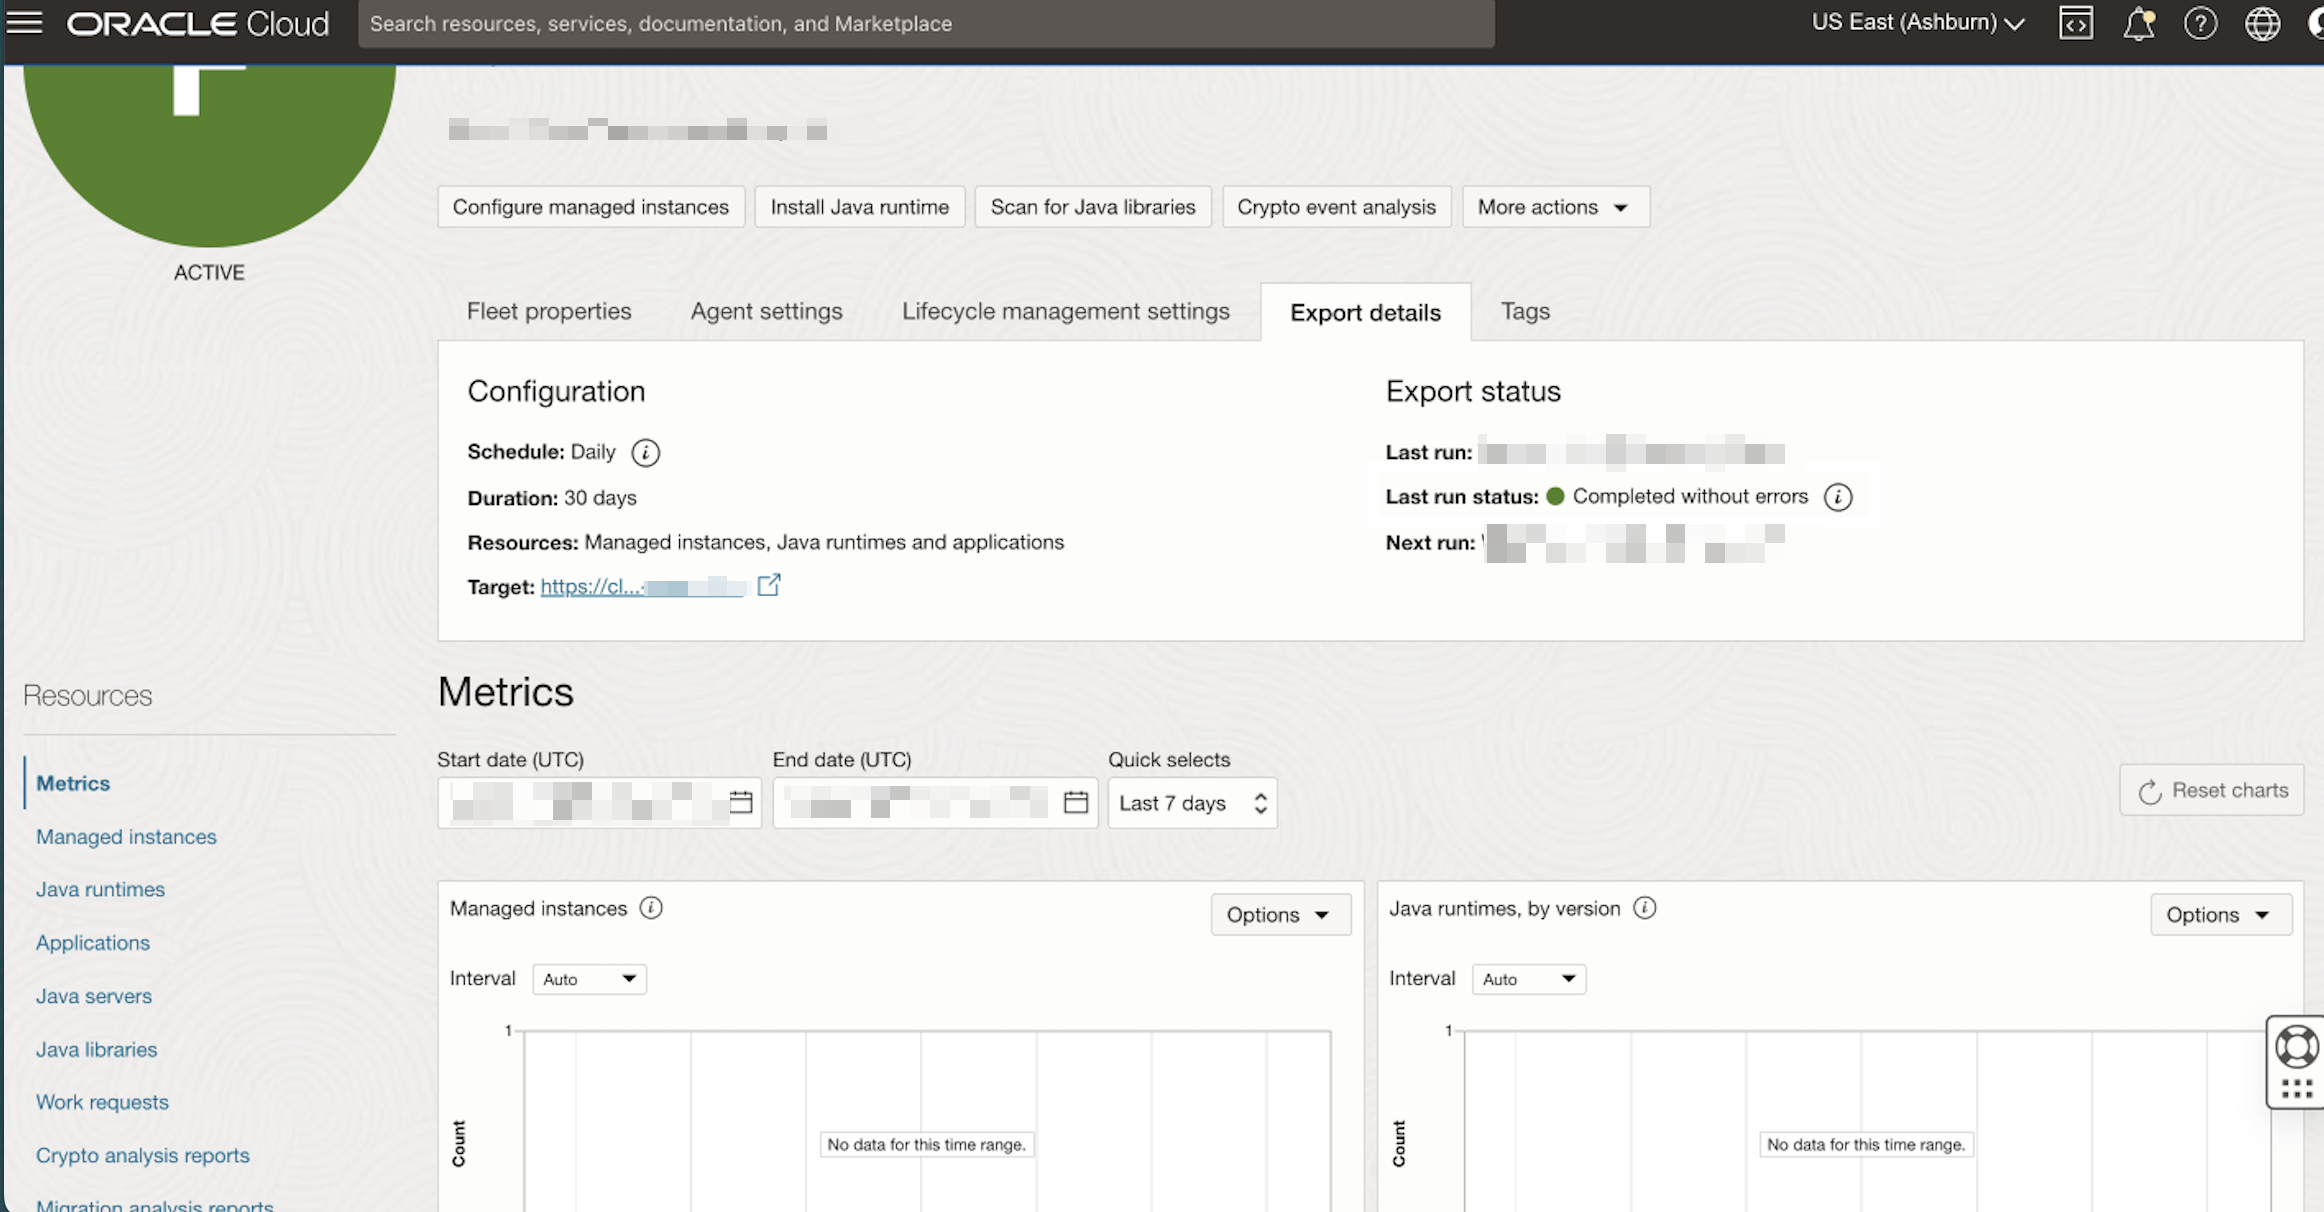 ORACLE Cloud
Search resources, services, documentation, and Marketplace
US East (Ashburn)
ACTIVE
Configure managed instances
Install Java runtime
Scan for Java libraries
Crypto event analysis
More actions
Fleet properties
Agent settings
Lifecycle management settings
Export details
Tags
Configuration
Schedule: Daily
Duration: 30 days
Resources: Managed instances, Java runtimes and applications
Target: https://cl...
Export status
Last run:
Last run status: Completed without errors
Next run:
Resources
Metrics
Managed instances
Java runtimes
Applications
Java servers
Java libraries
Work requests
Crypto analysis reports
Migration analysis reports
Metrics
Start date (UTC)
End date (UTC)
Quick selects
Last 7 days
Reset charts
Managed instances
Options
Interval
Auto
1
Count
No data for this time range.
Java runtimes, by version
Options
Interval
Auto
1
Count
No data for this time range.